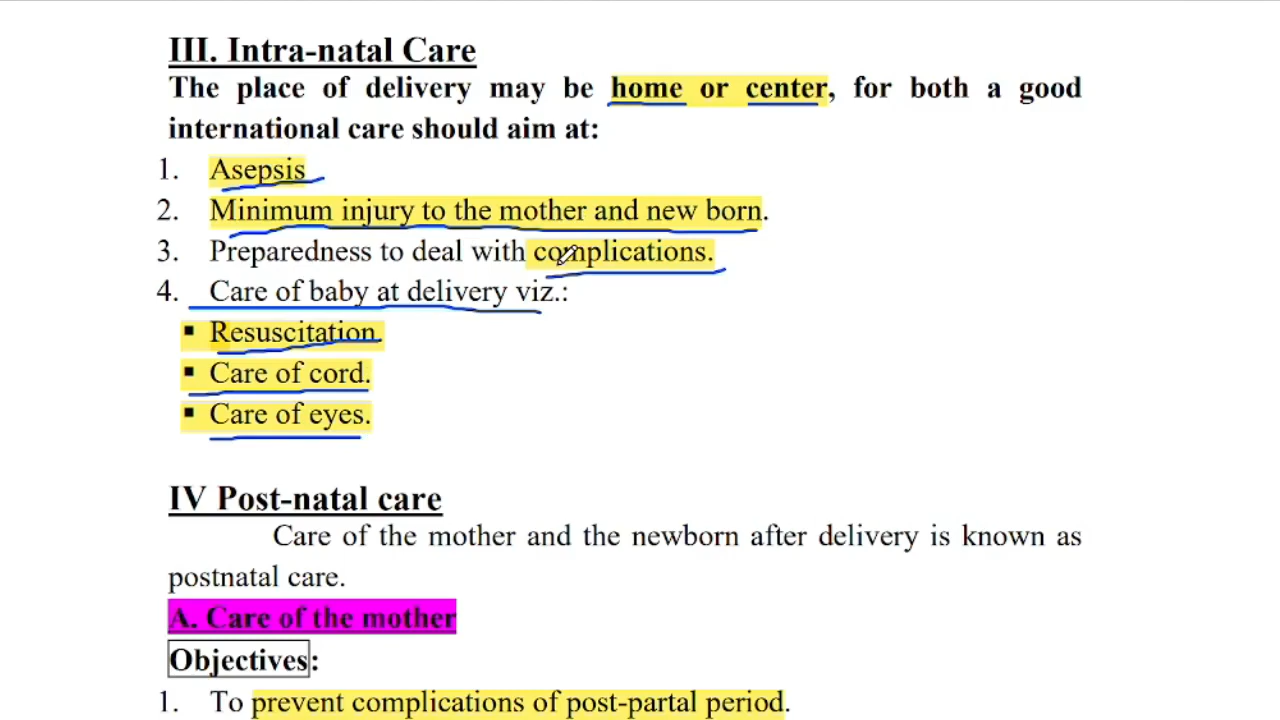 III. Intra-natal Care
The place of delivery may be home or center, for both a good
international care should aim at:
1. Asepsis
2. Minimum injury to the mother and new born.
3. Preparedness to deal with complications.
4. Care of baby at delivery viz.:
▪ Resuscitation.
▪ Care of cord.
▪ Care of eyes.
IV Post-natal care
Care of the mother and the newborn after delivery is known as
postnatal care.
A. Care of the mother
Objectives:
1. To prevent complications of post-partal period.